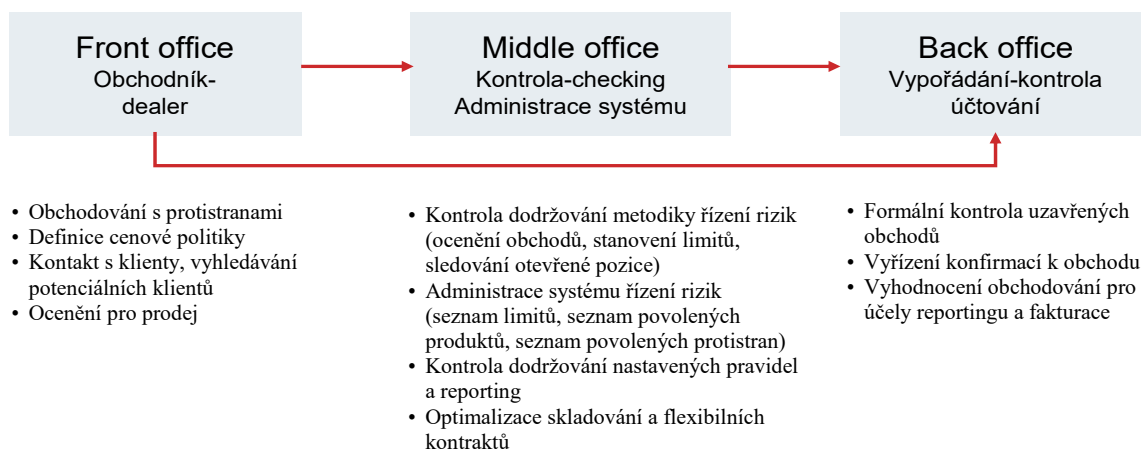 Front office
Obchodník-
dealer
Middle office
Kontrola-checking
Administrace systému
Back office
Vypořádání-kontrola
účtování
• Obchodování s protistranami
• Definice cenové politiky
• Kontakt s klienty, vyhledávání
potenciálních klientů
• Ocenění pro prodej
• Kontrola dodržování metodiky řízení rizik
(ocenění obchodů, stanovení limitů,
sledování otevřené pozice)
• Administrace systému řízení rizik
(seznam limitů, seznam povolených
produktů, seznam povolených protistran)
• Kontrola dodržování nastavených pravidel
a reporting
• Optimalizace skladování a flexibilních
kontraktů
• Formální kontrola uzavřených
obchodů
• Vyřízení konfirmací k obchodu
• Vyhodnocení obchodování pro
účely reportingu a fakturace